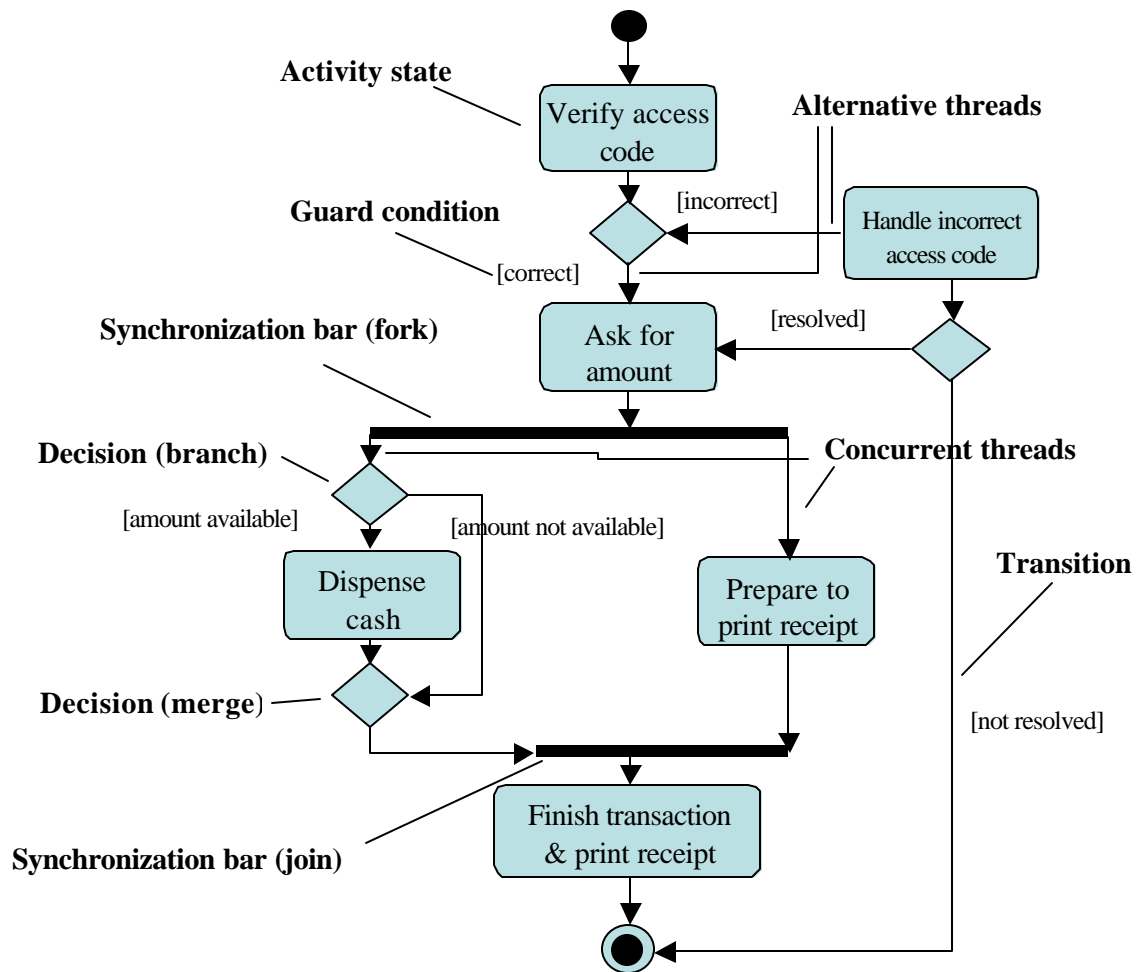 Activity state
Verify access
code
Alternative threads
Guard condition
[incorrect]
Handle incorrect
access code
[correct]
Synchronization bar (fork)
Ask for
amount
[resolved]
Decision (branch)
Concurrent threads
[amount available]
[amount not available]
Transition
Dispense
cash
Prepare to
print receipt
Decision (merge)
[not resolved]
Finish transaction
& print receipt
Synchronization bar (join)